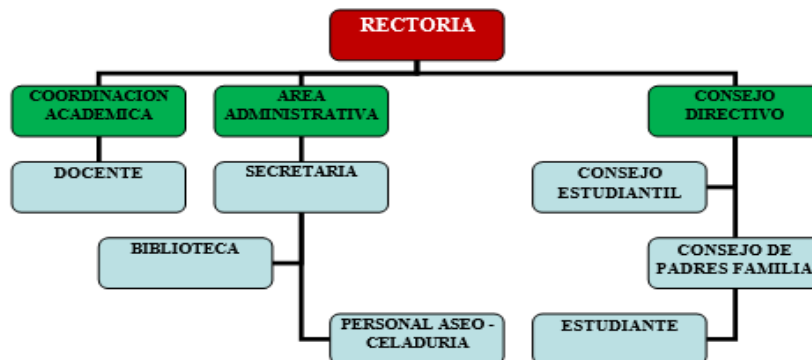 RECTORIA
COORDINACION
ACADEMICA
AREA
ADMINISTRATIVA
CONSEJO
DIRECTIVO
DOCENTE
SECRETARIA
CONSEJO
ESTUDIANTIL
BIBLIOTECA
CONSEJO DE
PADRES FAMILIA
PERSONAL ASEO -
CELADURIA
ESTUDIANTE